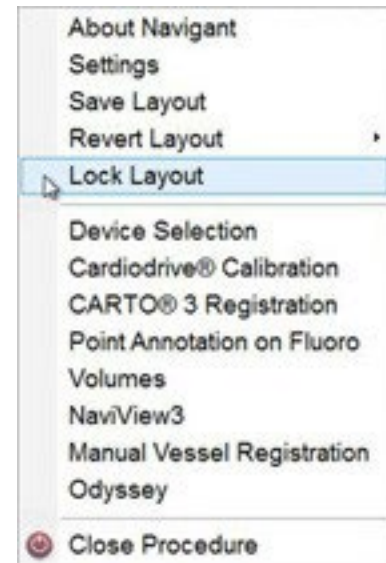 About Navigant
Settings
Save Layout
Revert Layout
Lock Layout
Device Selection
Cardiodrive® Calibration
CARTO® 3 Registration
Point Annotation on Fluoro
Volumes
NaviView3
Manual Vessel Registration
Odyssey
Close Procedure